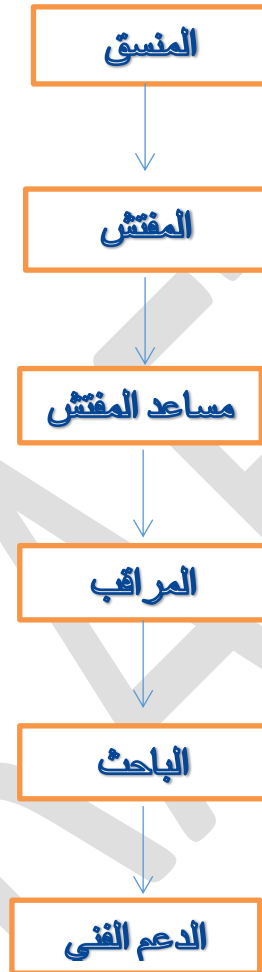 المنسق
المفتش
مساعد المفتش
المراقب
الباحث
الدعم الفني